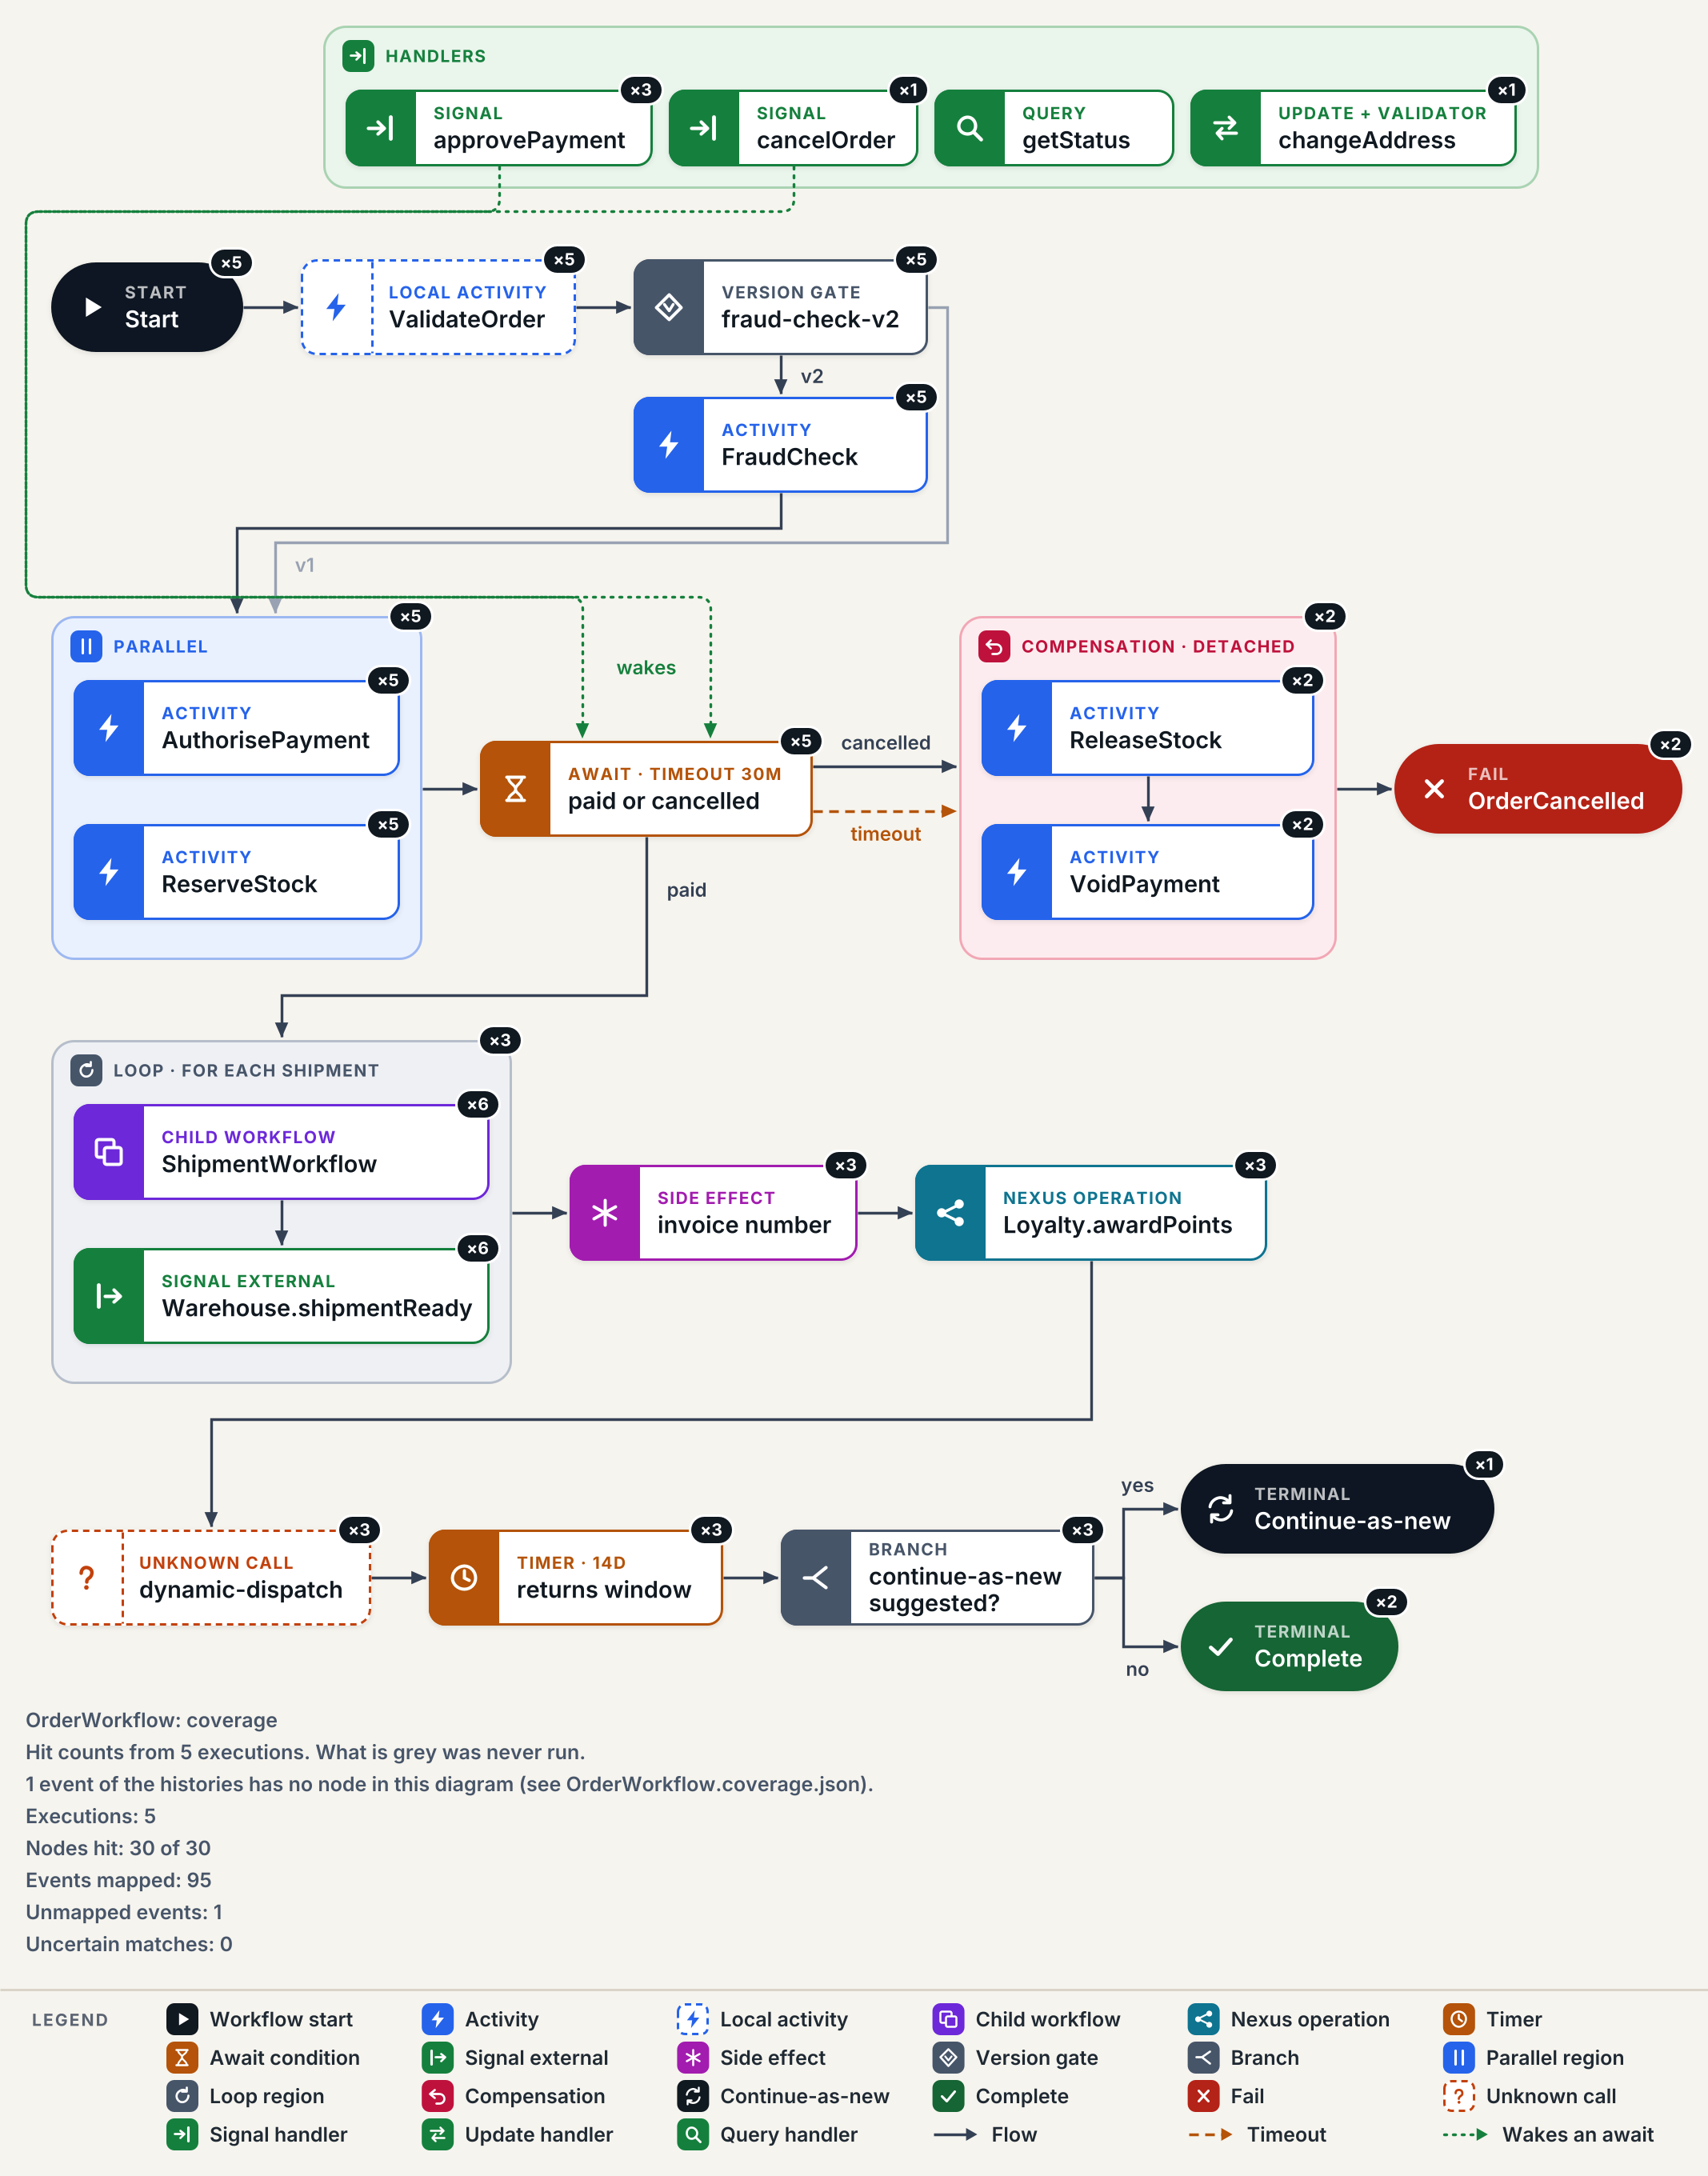 HANDLERS
×3
×1
×1
SIGNAL
approvePayment
SIGNAL
cancelOrder
QUERY
getStatus
UPDATE + VALIDATOR
changeAddress
×5
×5
×5
START
Start
LOCAL ACTIVITY
ValidateOrder
VERSION GATE
fraud-check-v2
v2
×5
ACTIVITY
FraudCheck
v1
×5
PARALLEL
×5
ACTIVITY
AuthorisePayment
×5
ACTIVITY
ReserveStock
wakes
×5
AWAIT · TIMEOUT 30M
paid or cancelled
cancelled
timeout
paid
×2
COMPENSATION · DETACHED
×2
ACTIVITY
ReleaseStock
×2
ACTIVITY
VoidPayment
×2
FAIL
OrderCancelled
×3
LOOP · FOR EACH SHIPMENT
×6
CHILD WORKFLOW
ShipmentWorkflow
×6
SIGNAL EXTERNAL
Warehouse.shipmentReady
×3
SIDE EFFECT
invoice number
×3
NEXUS OPERATION
Loyalty.awardPoints
×3
UNKNOWN CALL
dynamic-dispatch
×3
TIMER · 14D
returns window
×3
BRANCH
continue-as-new
suggested?
yes
×1
TERMINAL
Continue-as-new
no
×2
TERMINAL
Complete
OrderWorkflow: coverage
Hit counts from 5 executions. What is grey was never run.
1 event of the histories has no node in this diagram (see OrderWorkflow.coverage.json).
Executions: 5
Nodes hit: 30 of 30
Events mapped: 95
Unmapped events: 1
Uncertain matches: 0
LEGEND
Workflow start
Activity
Local activity
Child workflow
Nexus operation
Timer
Await condition
Signal external
Side effect
Version gate
Branch
Parallel region
Loop region
Compensation
Continue-as-new
Complete
Fail
Unknown call
Signal handler
Update handler
Query handler
Flow
Timeout
Wakes an await